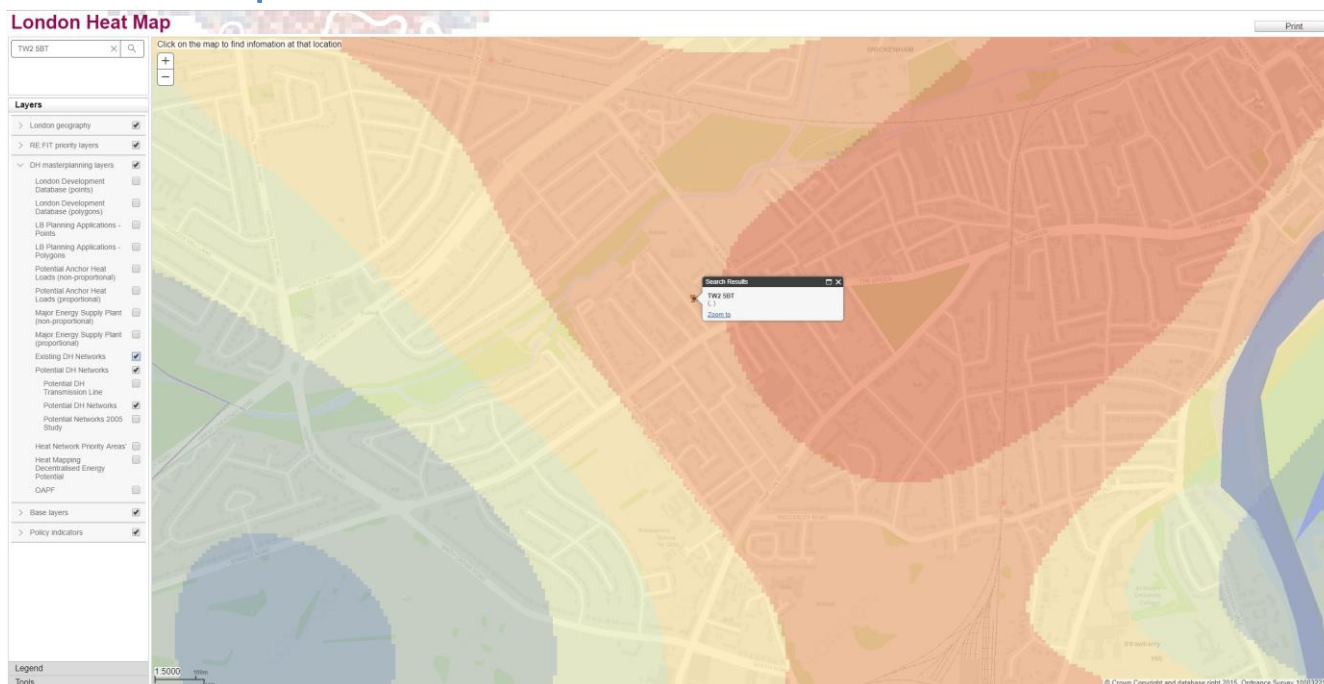 London Heat Map
Print
TW2 5BT
Click on the map to find infomation at that location
+
−
Layers
London geography
RE:FIT priority layers
DH masterplanning layers
London Development
Database (points)
London Development
Database (polygons)
LB Planning Applications -
Points
LB Planning Applications -
Polygons
Potential Anchor Heat
Loads (non-proportional)
Potential Anchor Heat
Loads (proportional)
Major Energy Supply Plant
(non-proportional)
Major Energy Supply Plant
(proportional)
Existing DH Networks
Potential DH Networks
Potential DH
Transmission Line
Potential DH Networks
Potential Networks 2005
Study
Heat Network Priority Areas'
Heat Mapping
Decentralised Energy
Potential
OAPF
Base layers
Policy indicators
Legend
Tools
TWICKENHAM
Search Results
TW2 5BT
(, )
Zoom to
Strawberry
Hill
1:5000
100m
© Crown Copyright and database right 2015. Ordnance Survey